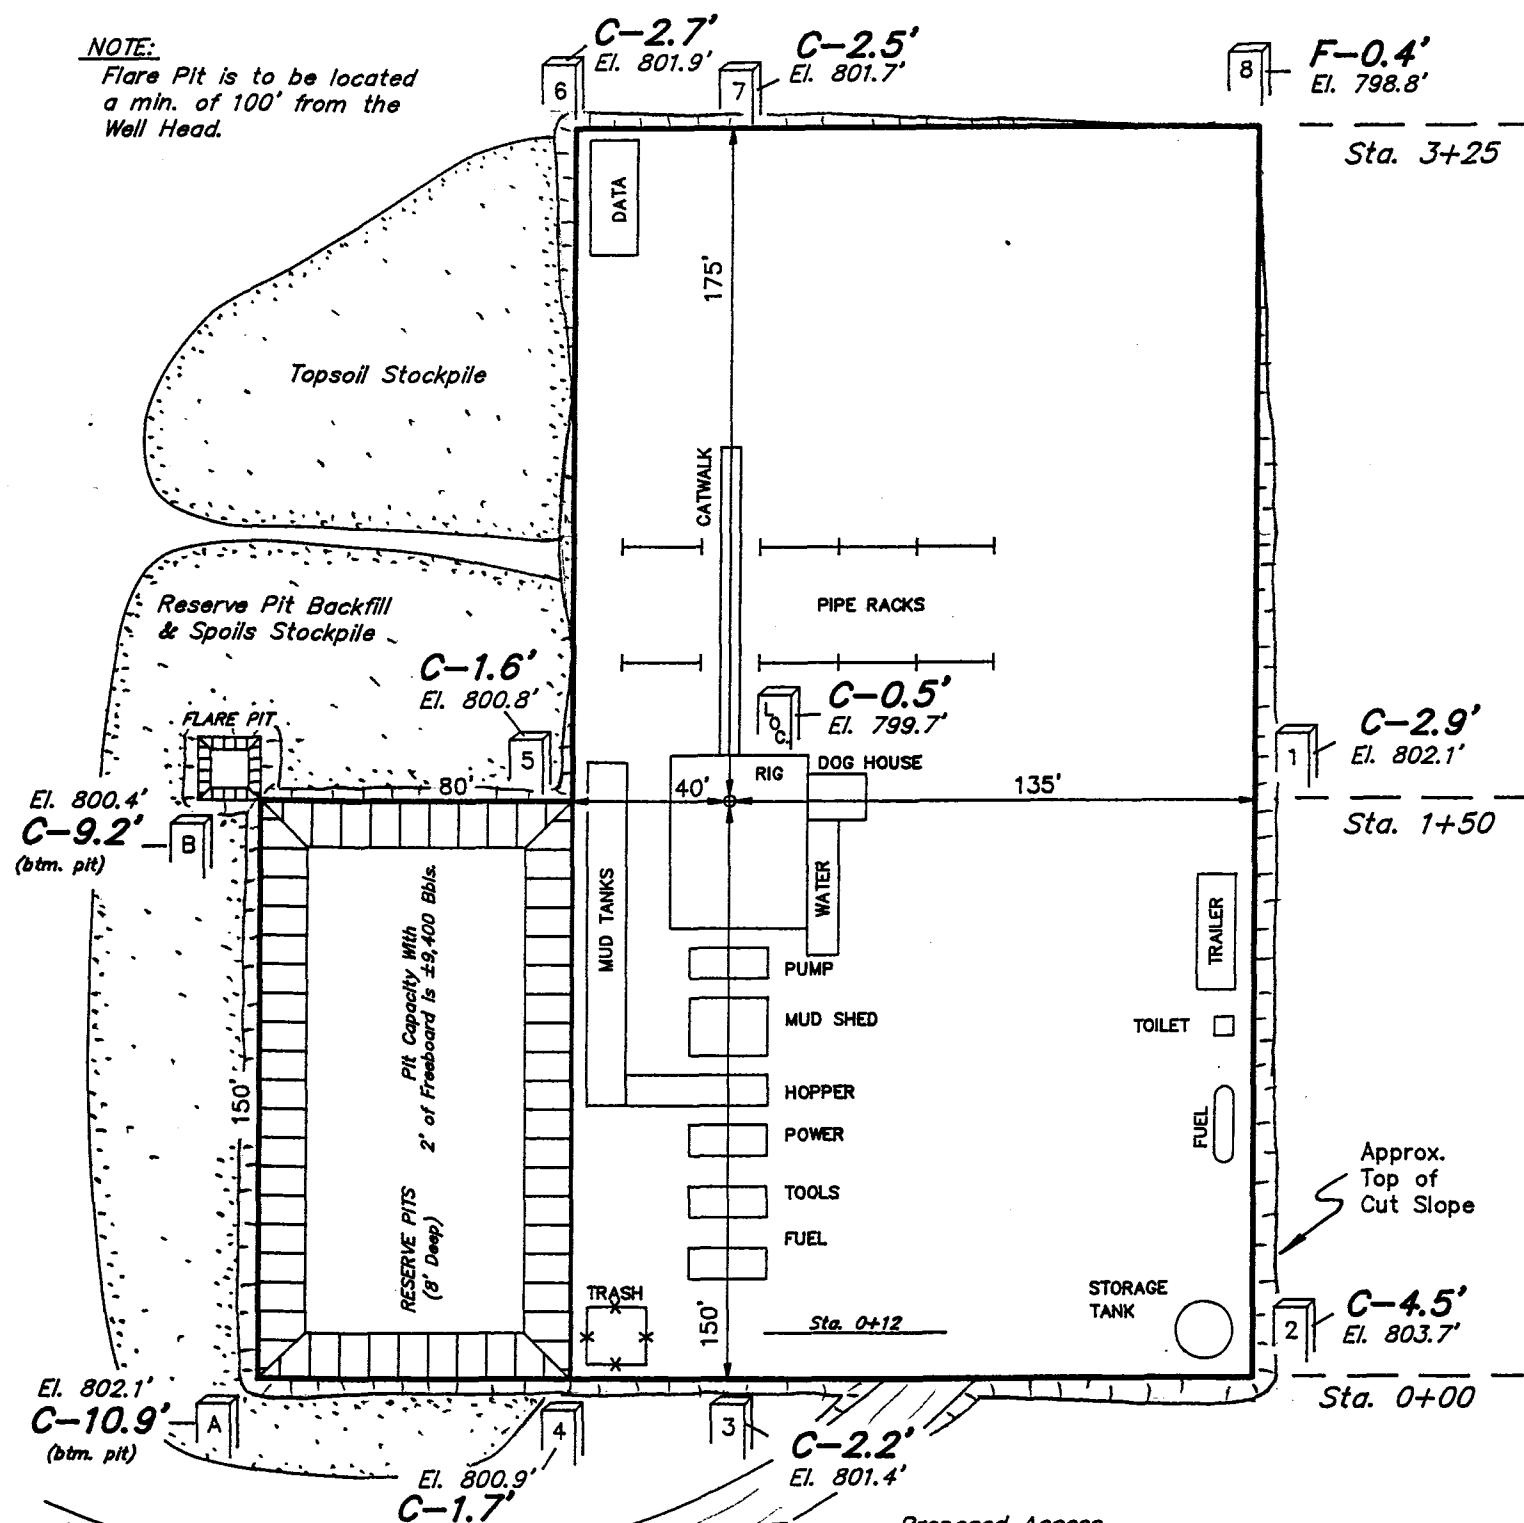 NOTE:
Flare Pit is to be located
a min. of 100' from the
Well Head.
C-2.7'
El. 801.9'
6
C-2.5'
El. 801.7'
7
8
F-0.4'
El. 798.8'
Sta. 3+25
DATA
175'
Topsoil Stockpile
CATWALK
PIPE RACKS
Reserve Pit Backfill
& Spoils Stockpile
C-1.6'
El. 800.8'
5
LOC.
C-0.5'
El. 799.7'
1
C-2.9'
El. 802.1'
FLARE PIT
80'
40'
RIG
DOG HOUSE
135'
Sta. 1+50
El. 800.4'
C-9.2'
(btm. pit)
B
MUD TANKS
WATER
TRAILER
Pit Capacity With
2' of Freeboard is ±9,400 Bbls.
RESERVE PITS
(8' Deep)
150'
PUMP
MUD SHED
TOILET
HOPPER
FUEL
POWER
TOOLS
FUEL
Approx.
Top of
Cut Slope
TRASH
150'
Sta. 0+12
STORAGE
TANK
2
C-4.5'
El. 803.7'
Sta. 0+00
El. 802.1'
C-10.9'
(btm. pit)
A
4
El. 800.9'
C-1.7'
3
C-2.2'
El. 801.4'
Proposed Access